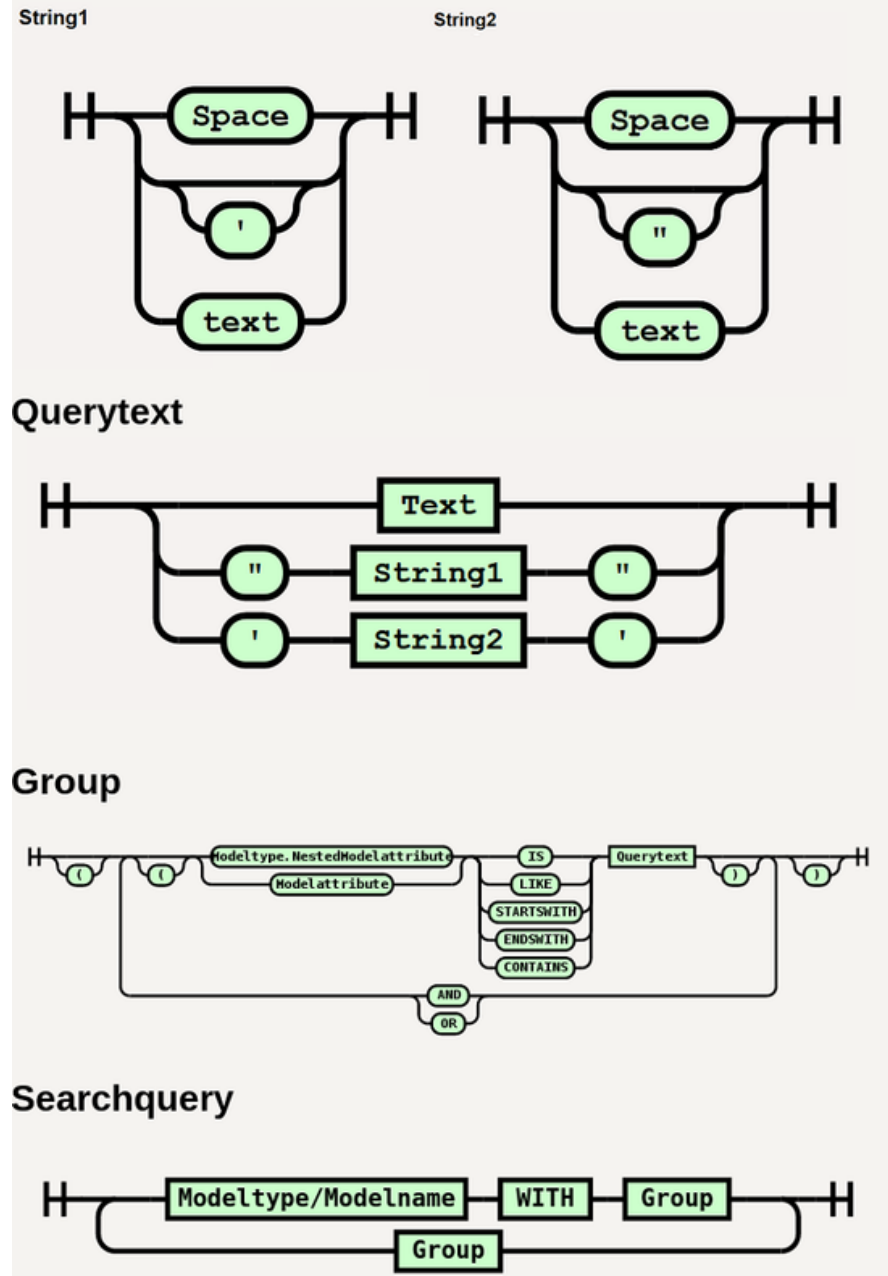 String1 String2
Space Space
' "
text text
Querytext
Text
" String1 "
' String2 '
Group
Modeltype.NestedModelattribute IS Querytext
( ( Modelattribute LIKE ) )
STARTSWITH
ENDSWITH
CONTAINS
AND
OR
Searchquery
Modeltype/Modelname WITH Group
Group